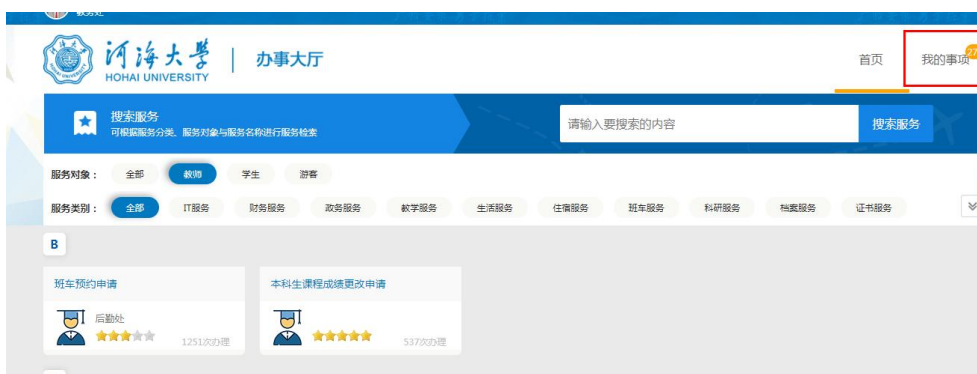 教务处
河海大学
HOHAI UNIVERSITY
办事大厅
首页
我的事项
27
搜索服务
可根据服务分类、服务对象与服务名称进行服务检索
请输入要搜索的内容
搜索服务
服务对象： 全部 教师 学生 游客
服务类别： 全部 IT服务 财务服务 政务服务 教学服务 生活服务 住宿服务 班车服务 科研服务 档案服务 证书服务
B
班车预约申请
后勤处
1251次办理
本科生课程成绩更改申请
537次办理